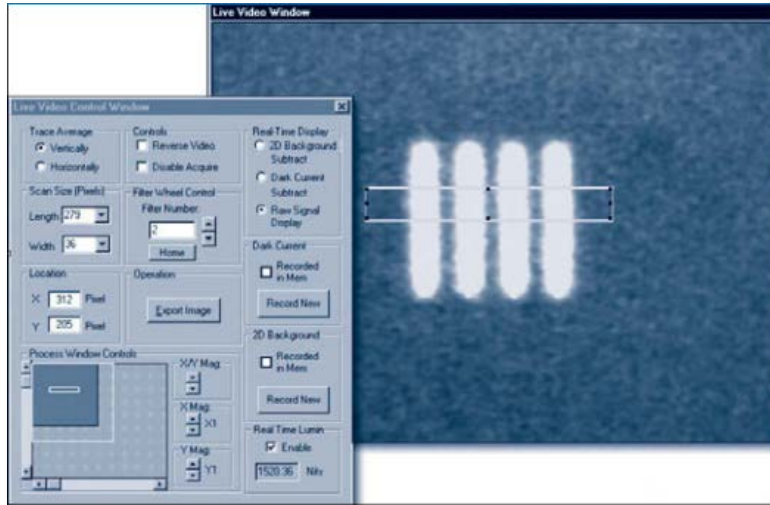 Live Video Window
Live Video Control Window
Trace Average
Vertically
Horizontally
Controls
Reverse Video
Disable Acquire
Real-Time Display
2D Background
Subtract
Dark Current
Subtract
Raw Signal
Display
Scan Size (Pixels)
Length 279
Width 36
Filter Wheel Control
Filter Number:
2
Home
Dark Current
Recorded
in Mem
Record New
Location
X 312 Pixel
Y 205 Pixel
Operation
Export Image
2D Background
Recorded
in Mem
Record New
Process Window Controls
X/Y Mag:
X Mag:
X1
Y Mag:
Y1
Real Time Lumin
Enable
1520.36 Nits